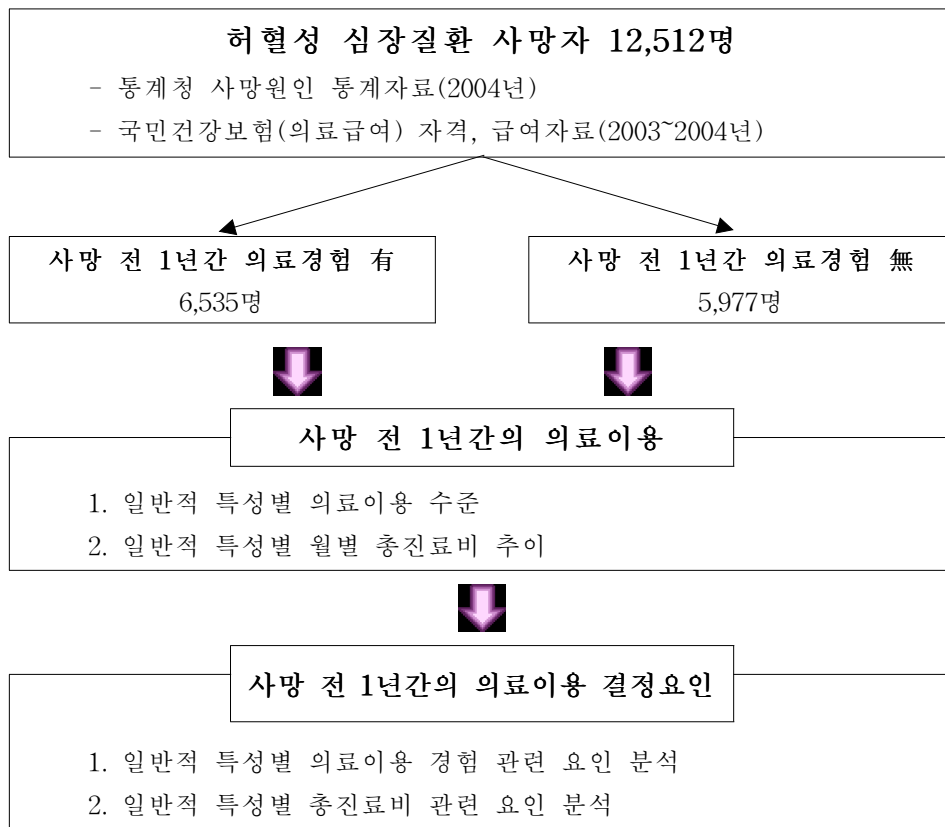 허혈성 심장질환 사망자 12,512명
- 통계청 사망원인 통계자료(2004년)
- 국민건강보험(의료급여) 자격, 급여자료(2003~2004년)
사망 전 1년간 의료경험 有
6,535명
사망 전 1년간 의료경험 無
5,977명
사망 전 1년간의 의료이용
1. 일반적 특성별 의료이용 수준
2. 일반적 특성별 월별 총진료비 추이
사망 전 1년간의 의료이용 결정요인
1. 일반적 특성별 의료이용 경험 관련 요인 분석
2. 일반적 특성별 총진료비 관련 요인 분석